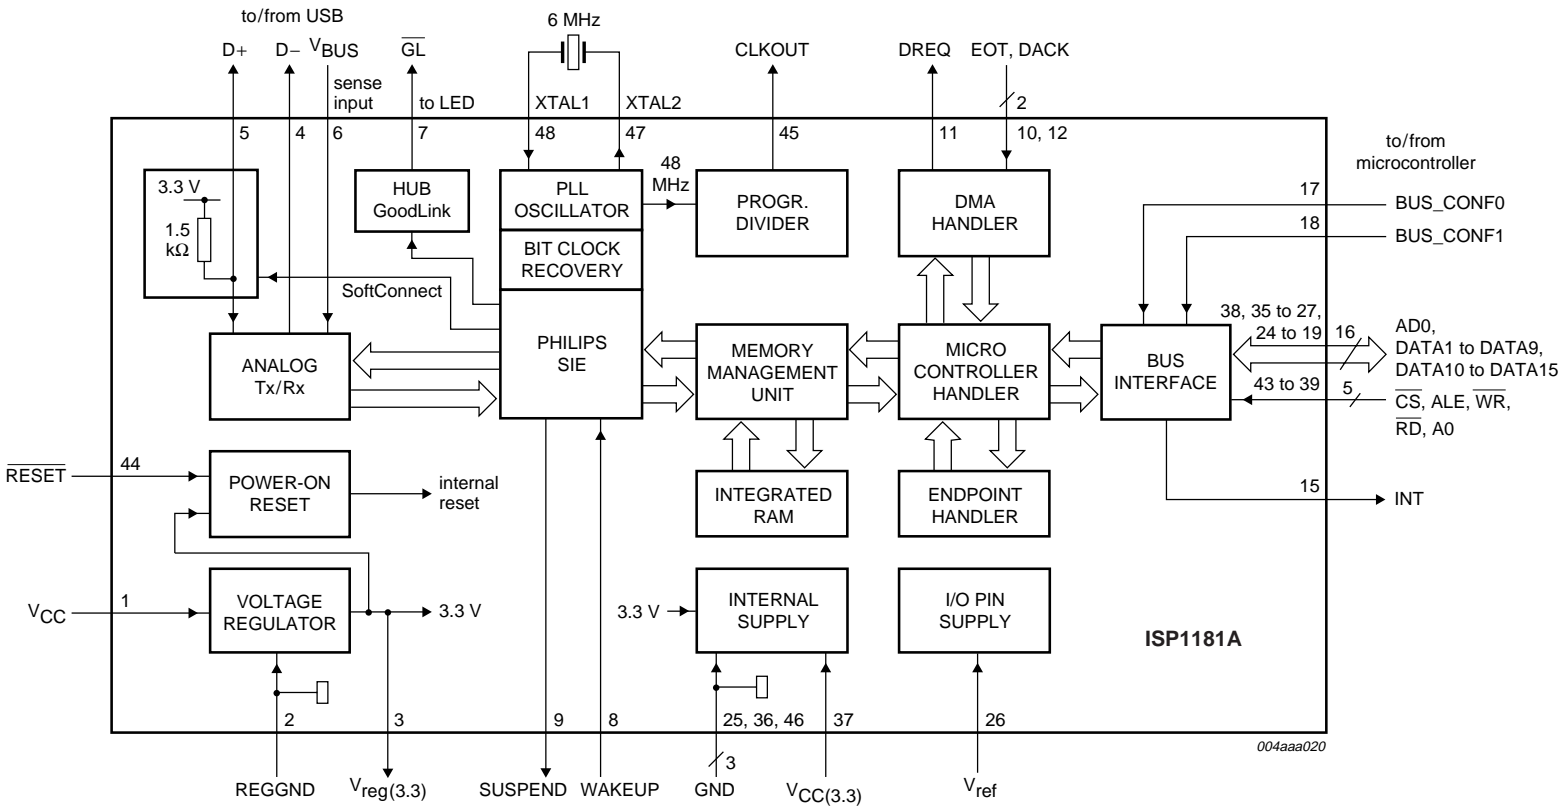 to/from USB
D+
D−
VBUS
GL
6 MHz
CLKOUT
DREQ
EOT, DACK
sense
input
to LED
XTAL1
XTAL2
2
5
4
6
7
48
47
45
11
10, 12
to/from
microcontroller
3.3 V
1.5
kΩ
HUB
GoodLink
PLL
OSCILLATOR
48
MHz
PROGR.
DIVIDER
DMA
HANDLER
17
BUS_CONF0
18
BUS_CONF1
BIT CLOCK
RECOVERY
SoftConnect
ANALOG
Tx/Rx
PHILIPS
SIE
MEMORY
MANAGEMENT
UNIT
MICRO
CONTROLLER
HANDLER
BUS
INTERFACE
38, 35 to 27,
24 to 19
16
AD0,
DATA1 to DATA9,
DATA10 to DATA15
43 to 39
5
CS, ALE, WR,
RD, A0
RESET
44
POWER-ON
RESET
internal
reset
INTEGRATED
RAM
ENDPOINT
HANDLER
15
INT
VCC
1
VOLTAGE
REGULATOR
3.3 V
3.3 V
INTERNAL
SUPPLY
I/O PIN
SUPPLY
ISP1181A
2
3
9
8
25, 36, 46
37
26
3
004aaa020
REGGND
Vreg(3.3)
SUSPEND
WAKEUP
GND
VCC(3.3)
Vref